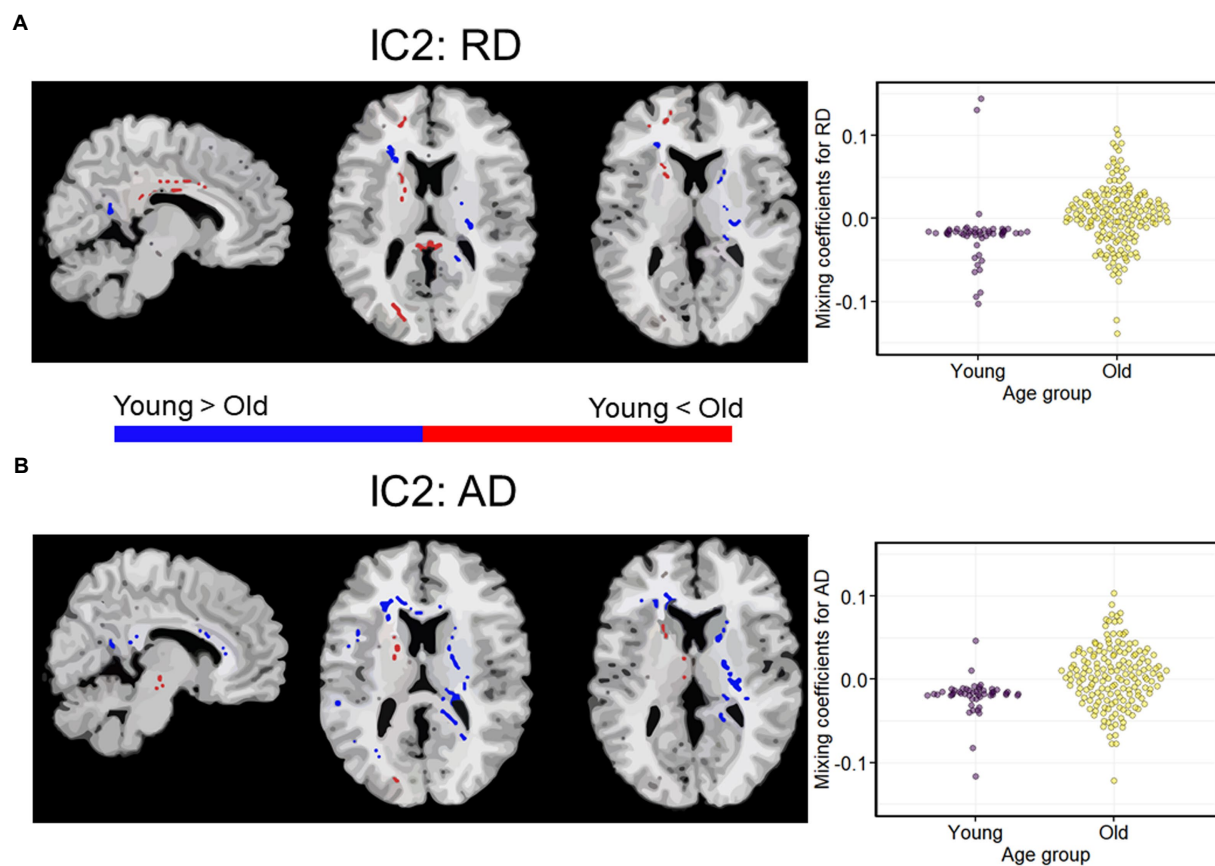 A
IC2: RD
Mixing coefficients for RD
0.1
0.0
-0.1
Young Old
Age group
Young > Old Young < Old
B
IC2: AD
Mixing coefficients for AD
0.1
0.0
-0.1
Young Old
Age group